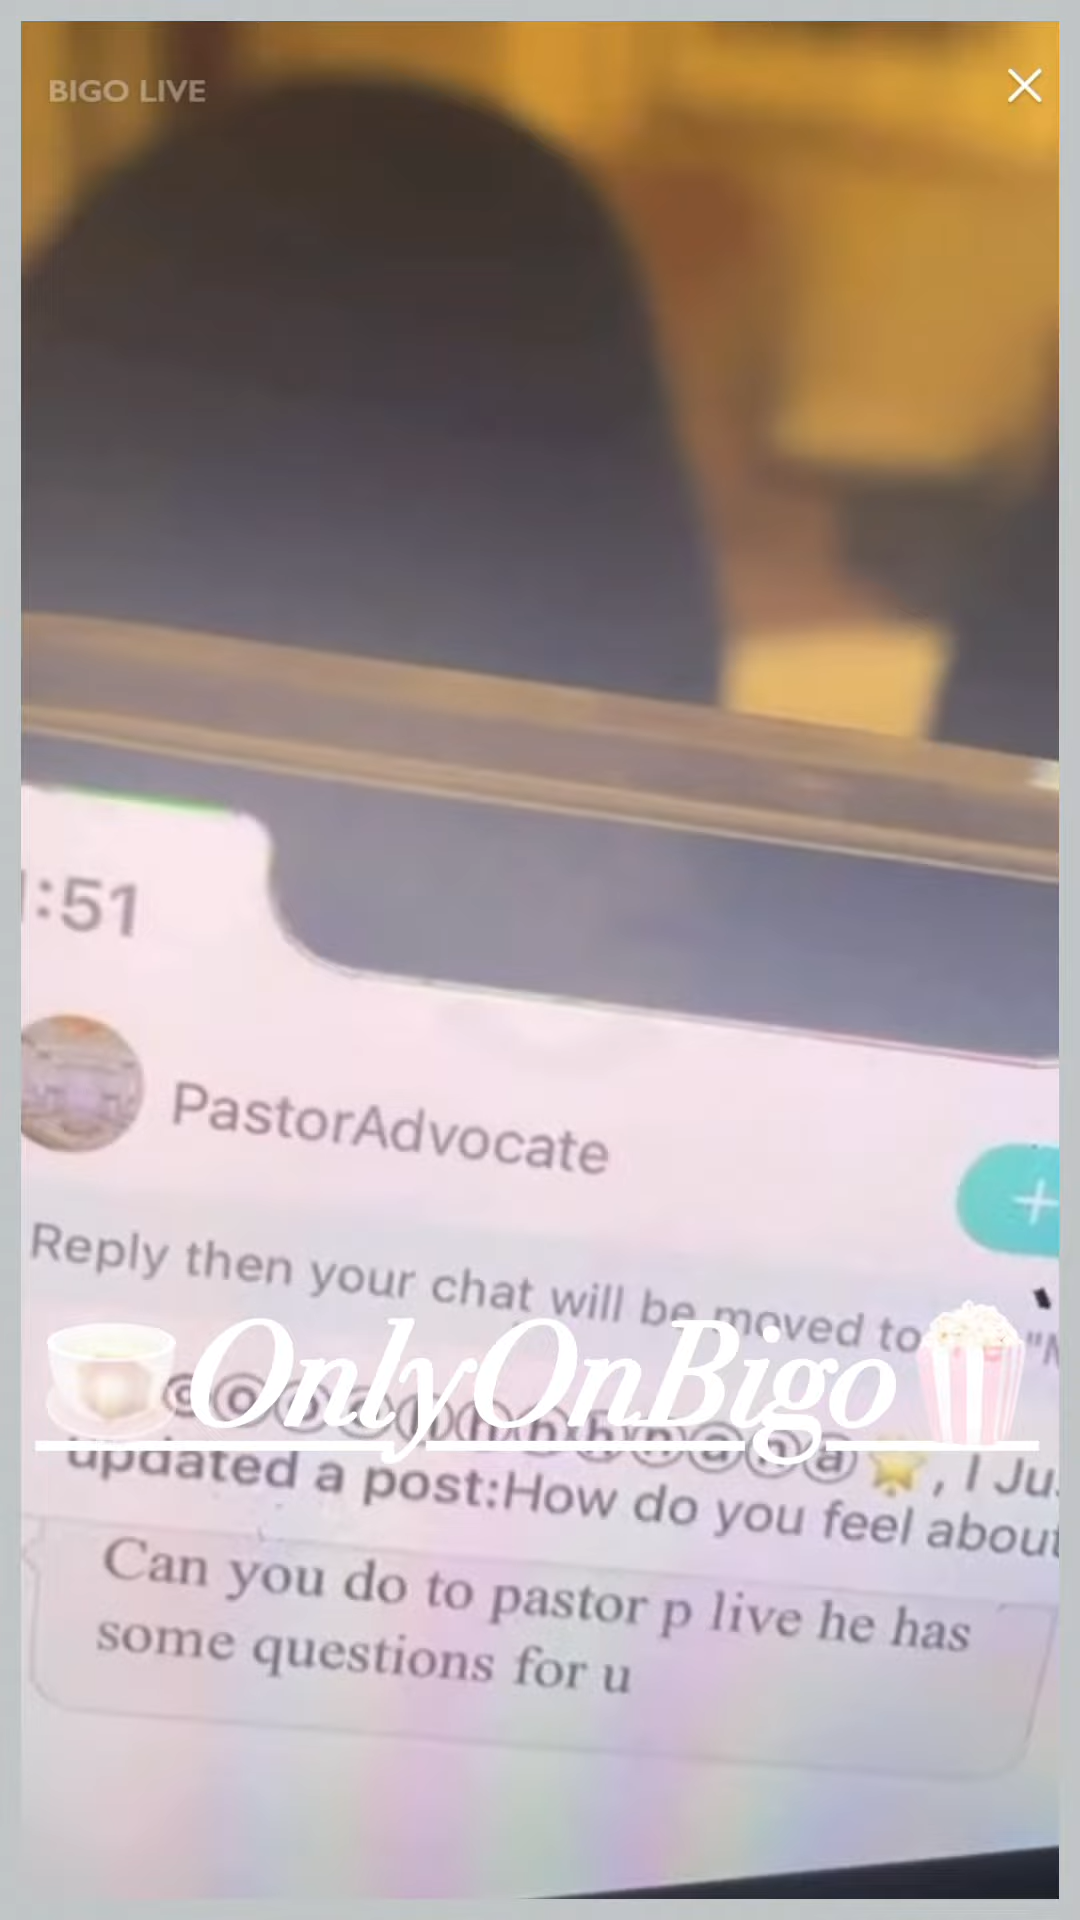 BIGO LIVE
:51
PastorAdvocate
+
Reply then your chat will be moved to "
OnlyOnBigo
, I Ju
updated a post:How do you feel about
Can you do to pastor p live he has
some questions for u